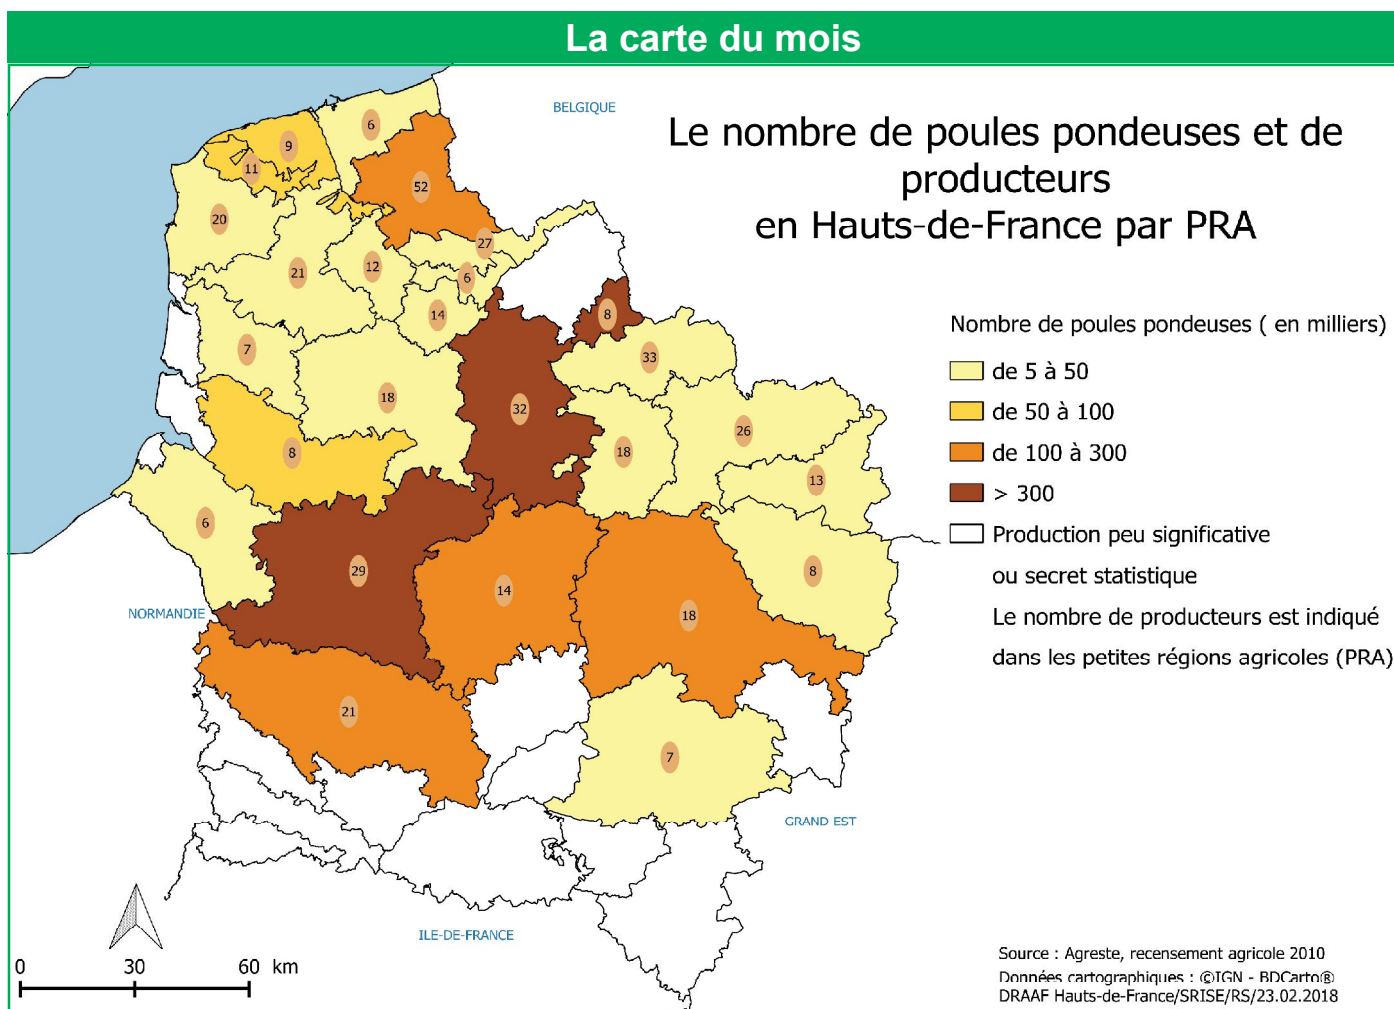 La carte du mois
BELGIQUE
Le nombre de poules pondeuses et de
producteurs
en Hauts-de-France par PRA
6
9
11
52
20
27
21
12
6
14
8
7
33
18
32
26
8
18
13
6
29
14
8
18
21
7
Nombre de poules pondeuses ( en milliers)
de 5 à 50
de 50 à 100
de 100 à 300
> 300
Production peu significative
ou secret statistique
Le nombre de producteurs est indiqué
dans les petites régions agricoles (PRA)
NORMANDIE
GRAND EST
ILE-DE-FRANCE
0 30 60 km
Source : Agreste, recensement agricole 2010
Données cartographiques : ©IGN - BDCarto®
DRAAF Hauts-de-France/SRISE/RS/23.02.2018